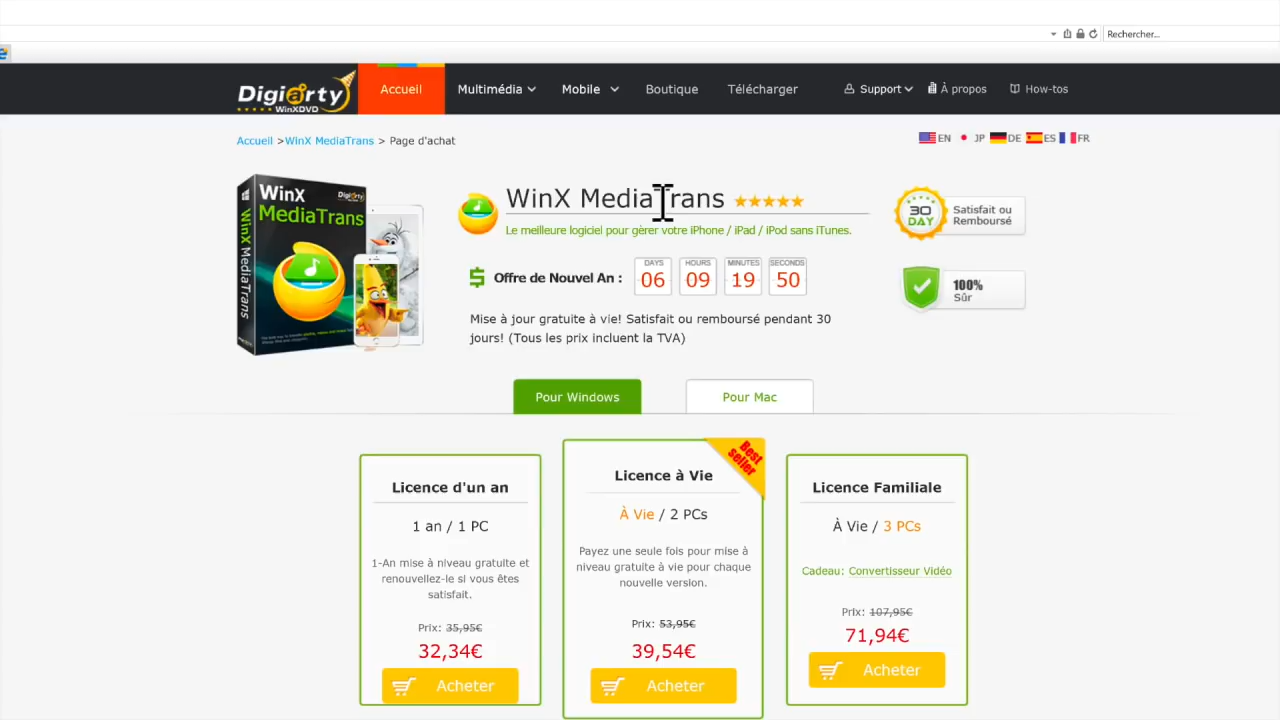 Rechercher...
Digiarty
WinXDVD
Accueil
Multimédia
Mobile
Boutique
Télécharger
Support
À propos
How-tos
Accueil >WinX MediaTrans > Page d'achat
EN JP DE ES FR
WinX
MediaTrans
Digiarty
WinX MediaTrans
WinX MediaTrans
Le meilleure logiciel pour gérer votre iPhone / iPad / iPod sans iTunes.
30
DAY
Satisfait ou
Remboursé
Offre de Nouvel An :
DAYS HOURS MINUTES SECONDS
06 09 19 50
100%
Sûr
Mise à jour gratuite à vie! Satisfait ou remboursé pendant 30
jours! (Tous les prix incluent la TVA)
Pour Windows
Pour Mac
Licence d'un an
1 an / 1 PC
1-An mise à niveau gratuite et
renouvellez-le si vous êtes
satisfait.
Prix: 35,95€
32,34€
Acheter
Best
seller
Licence à Vie
À Vie / 2 PCs
Payez une seule fois pour mise à
niveau gratuite à vie pour chaque
nouvelle version.
Prix: 53,95€
39,54€
Acheter
Licence Familiale
À Vie / 3 PCs
Cadeau: Convertisseur Vidéo
Prix: 107,95€
71,94€
Acheter